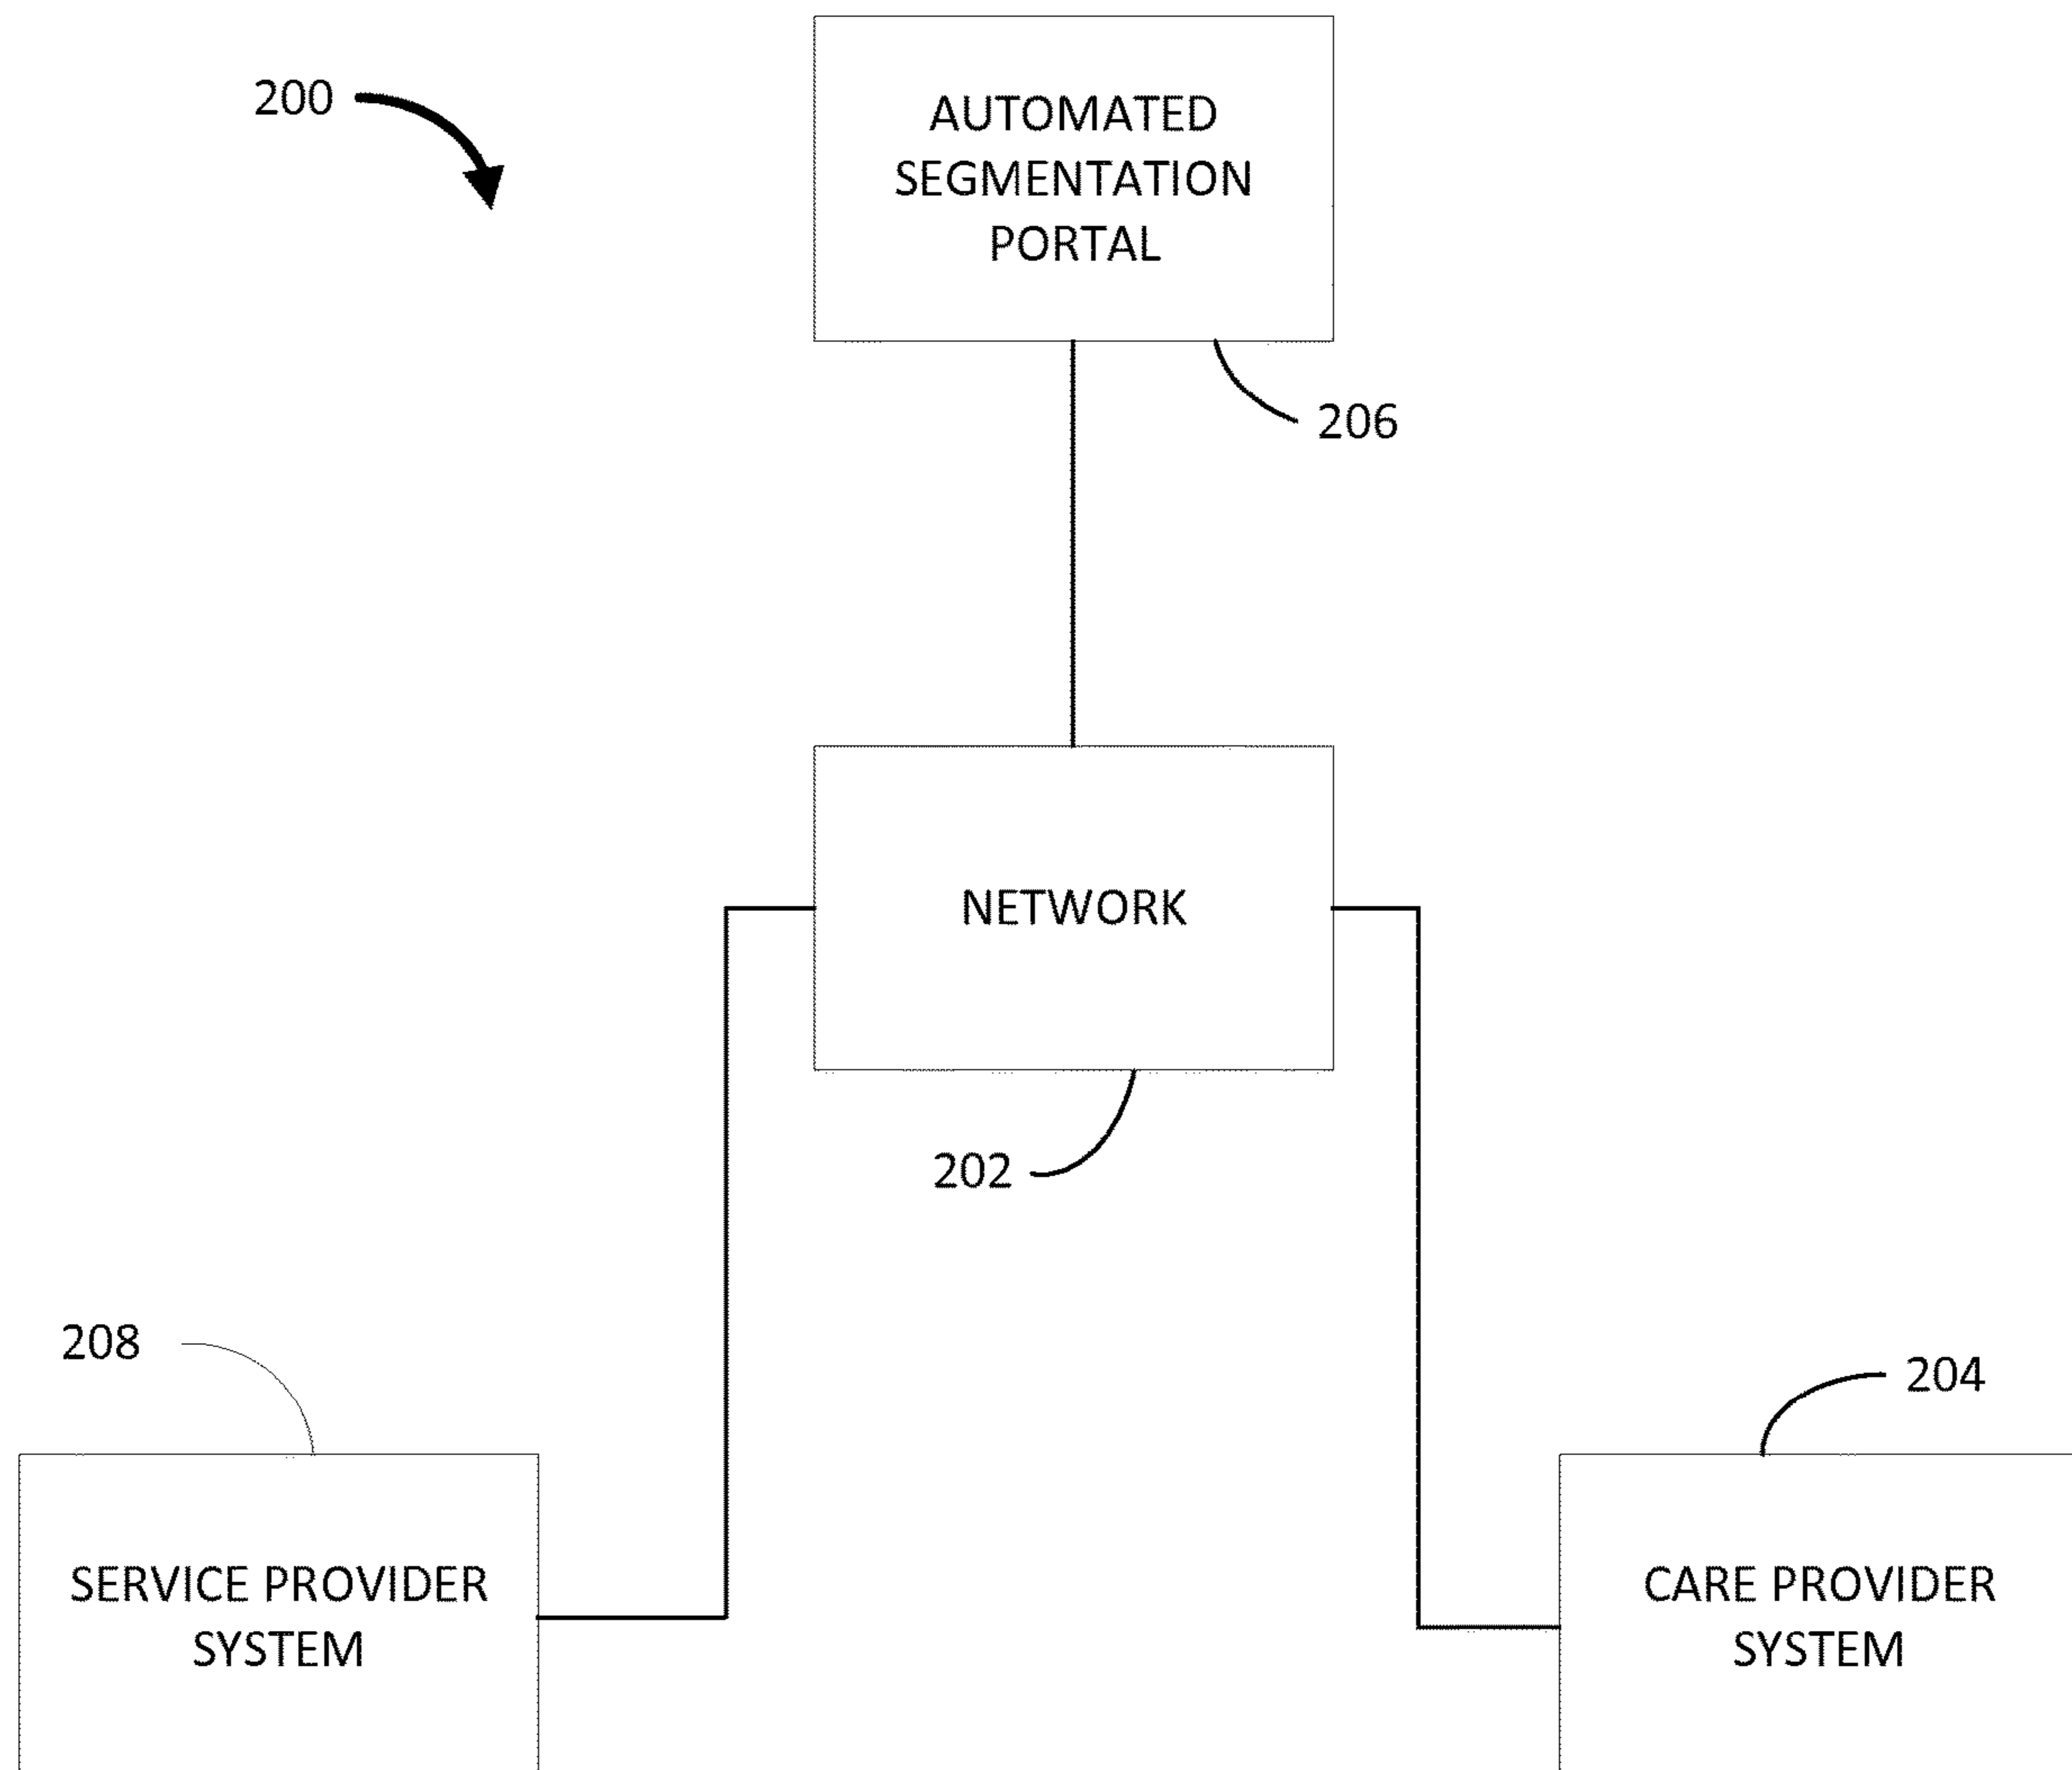 200
AUTOMATED
SEGMENTATION
PORTAL
206
NETWORK
202
208
204
SERVICE PROVIDER
SYSTEM
CARE PROVIDER
SYSTEM